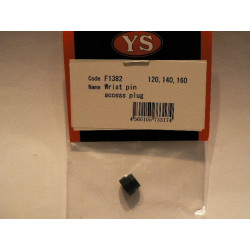 YS
Code F1382 120,140,160
Name Wrist pin
access plug